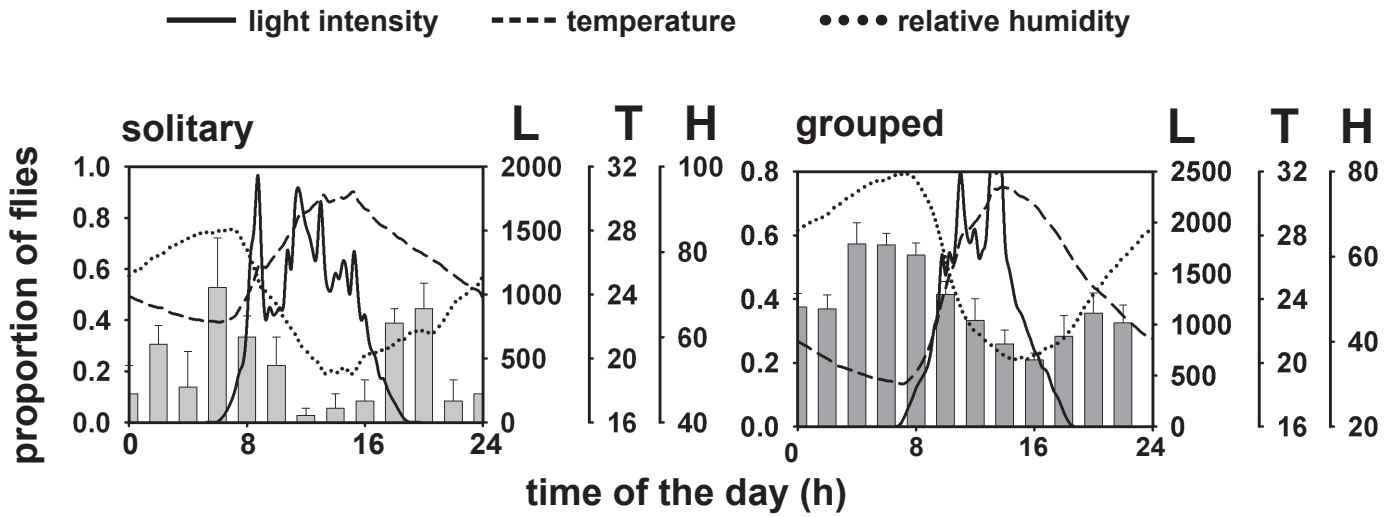 light intensity temperature relative humidity
solitary L T H grouped L T H
proportion of flies
1.0 2000 32 100 0.8 2500 32 80
0.8 1500 28 80 0.6 2000 28 60
0.6 1000 24 60 0.4 1500 24 40
0.4 500 20 40 0.2 1000 20 20
0.2 0 16 0.0 500 16
0.0 0
0 8 16 24 0 8 16 24
time of the day (h)